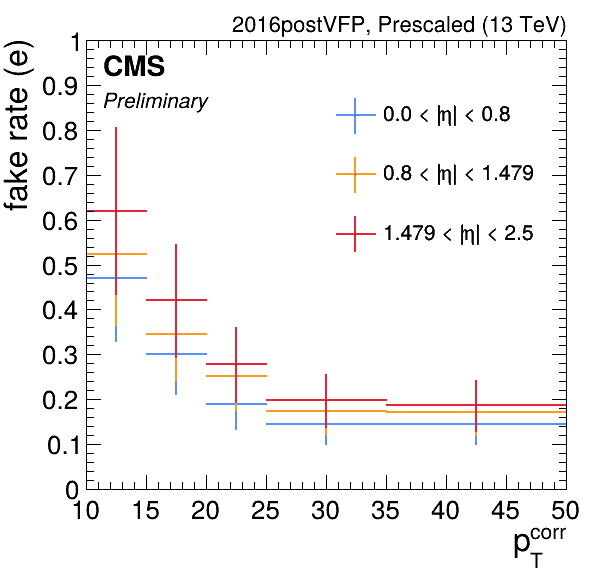 2016postVFP, Prescaled (13 TeV)
CMS
Preliminary
fake rate (e)
0.0 < |η| < 0.8
0.8 < |η| < 1.479
1.479 < |η| < 2.5
1
0.9
0.8
0.7
0.6
0.5
0.4
0.3
0.2
0.1
0
10 15 20 25 30 35 40 45 50
p_T^corr